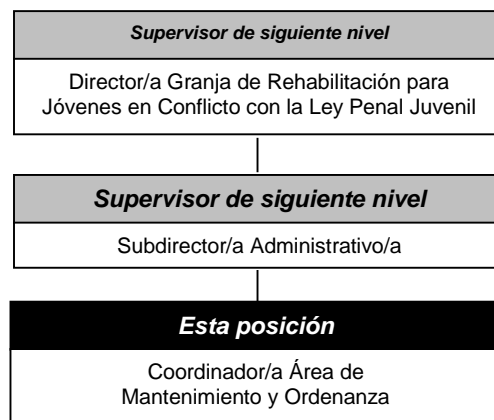 Supervisor de siguiente nivel
Director/a Granja de Rehabilitación para
Jóvenes en Conflicto con la Ley Penal Juvenil
Supervisor de siguiente nivel
Subdirector/a Administrativo/a
Esta posición
Coordinador/a Área de
Mantenimiento y Ordenanza